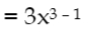 = 3x³ ⁻ ¹